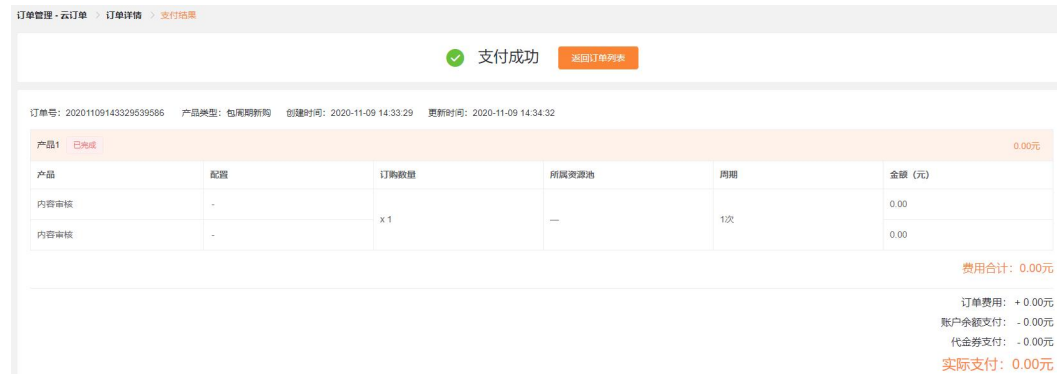 订单管理 - 云订单 > 订单详情 > 支付结果
支付成功 返回订单列表
订单号：20201109143329539586 产品类型：包周期新购 创建时间：2020-11-09 14:33:29 更新时间：2020-11-09 14:34:32
产品1 已完成 0.00元
产品 配置 订购数量 所属资源池 周期 金额（元）
内容审核 - x 1 — 1次 0.00
内容审核 - 0.00
费用合计：0.00元
订单费用：+ 0.00元
账户余额支付：- 0.00元
代金券支付：- 0.00元
实际支付：0.00元